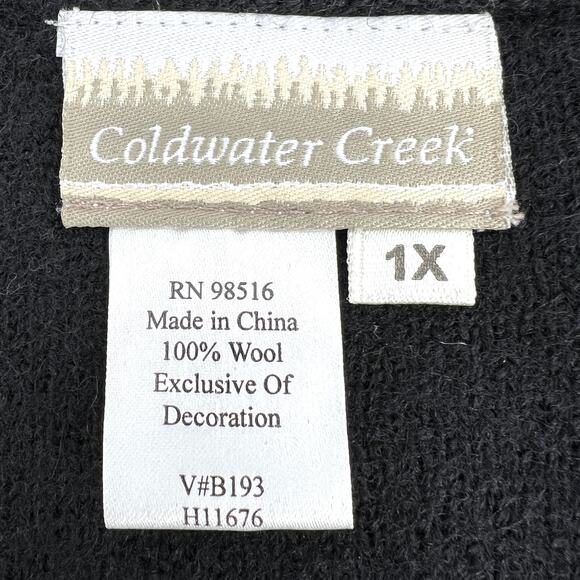 Coldwater Creek
1X
RN 98516
Made in China
100% Wool
Exclusive Of
Decoration
V#B193
H11676